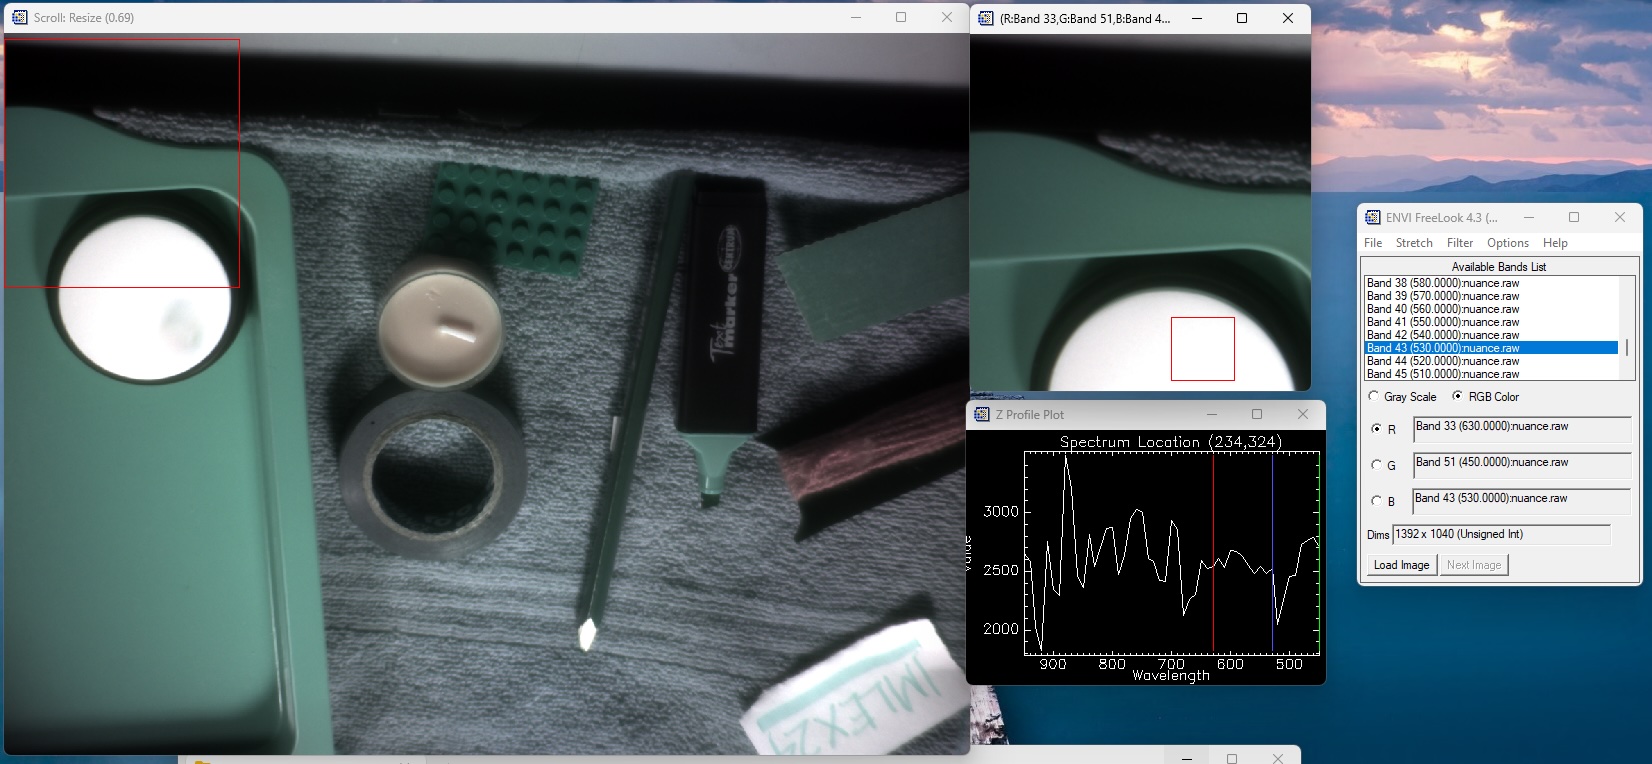 Scroll: Resize (0.69)
Text
marker
CENTRUM
IMLEX29
(R:Band 33,G:Band 51,B:Band 4...
Z Profile Plot
Spectrum Location (234,324)
Value
3000
2500
2000
900 800 700 600 500
Wavelength
ENVI FreeLook 4.3 (...
File Stretch Filter Options Help
Available Bands List
Band 38 (580.0000):nuance.raw
Band 39 (570.0000):nuance.raw
Band 40 (560.0000):nuance.raw
Band 41 (550.0000):nuance.raw
Band 42 (540.0000):nuance.raw
Band 43 (530.0000):nuance.raw
Band 44 (520.0000):nuance.raw
Band 45 (510.0000):nuance.raw
Gray Scale RGB Color
R Band 33 (630.0000):nuance.raw
G Band 51 (450.0000):nuance.raw
B Band 43 (530.0000):nuance.raw
Dims 1392 x 1040 (Unsigned Int)
Load Image Next Image